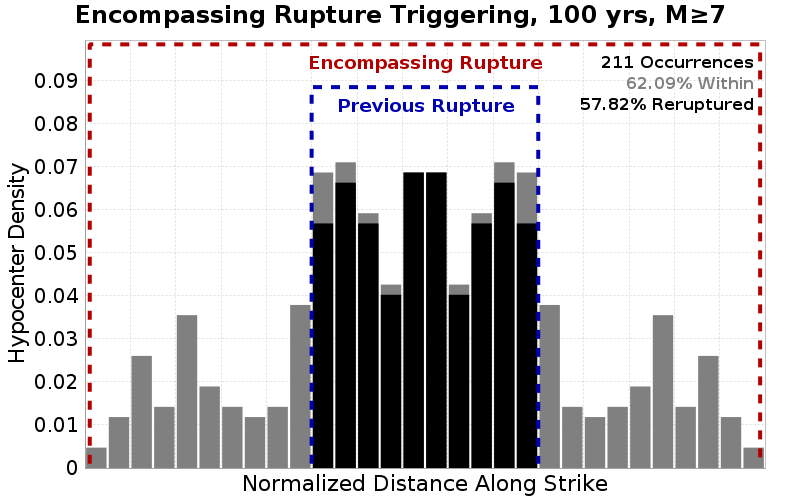 Encompassing Rupture Triggering, 100 yrs, M≥7
Encompassing Rupture
211 Occurrences
62.09% Within
57.82% Reruptured
Previous Rupture
Hypocenter Density
0.09
0.08
0.07
0.06
0.05
0.04
0.03
0.02
0.01
0
Normalized Distance Along Strike